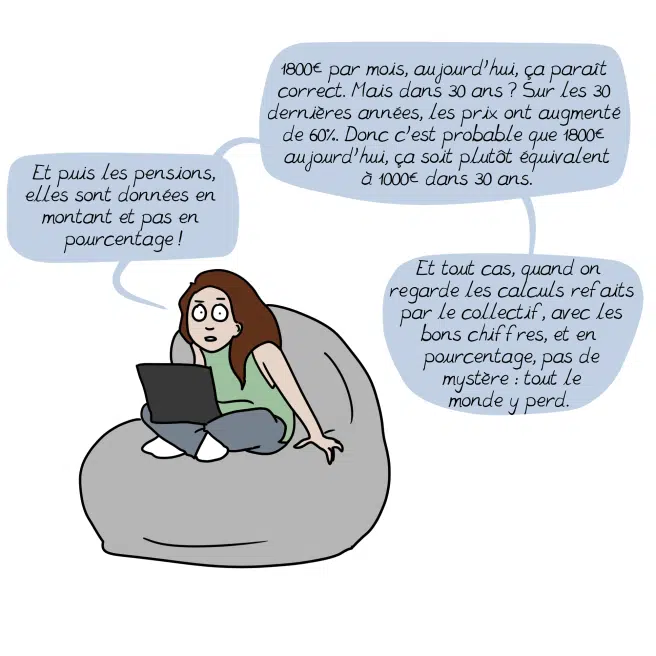 Et puis les pensions,
elles sont données en
montant et pas en
pourcentage !
1800€ par mois, aujourd'hui, ça paraît
correct. Mais dans 30 ans ? Sur les 30
dernières années, les prix ont augmenté
de 60%. Donc c'est probable que 1800€
aujourd'hui, ça soit plutôt équivalent
à 1000€ dans 30 ans.
Et tout cas, quand on
regarde les calculs refaits
par le collectif, avec les
bons chiffres, et en
pourcentage, pas de
mystère : tout le
monde y perd.